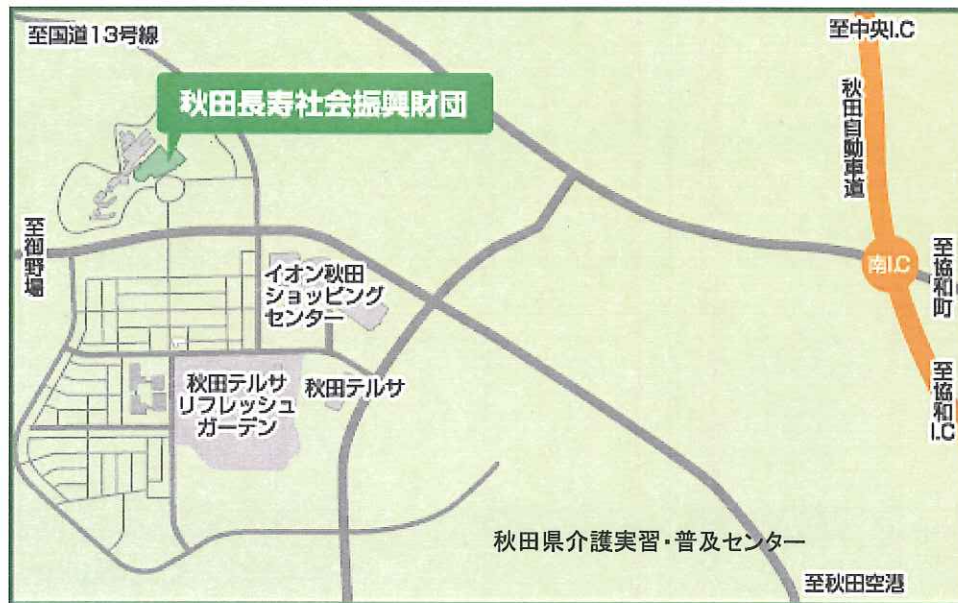 至国道13号線
至中央I.C
秋田長寿社会振興財団
秋田自動車道
至御野場
イオン秋田
ショッピング
センター
南I.C
至協和町
秋田テルサ
リフレッシュ
ガーデン
秋田テルサ
至協和
I.C
秋田県介護実習・普及センター
至秋田空港